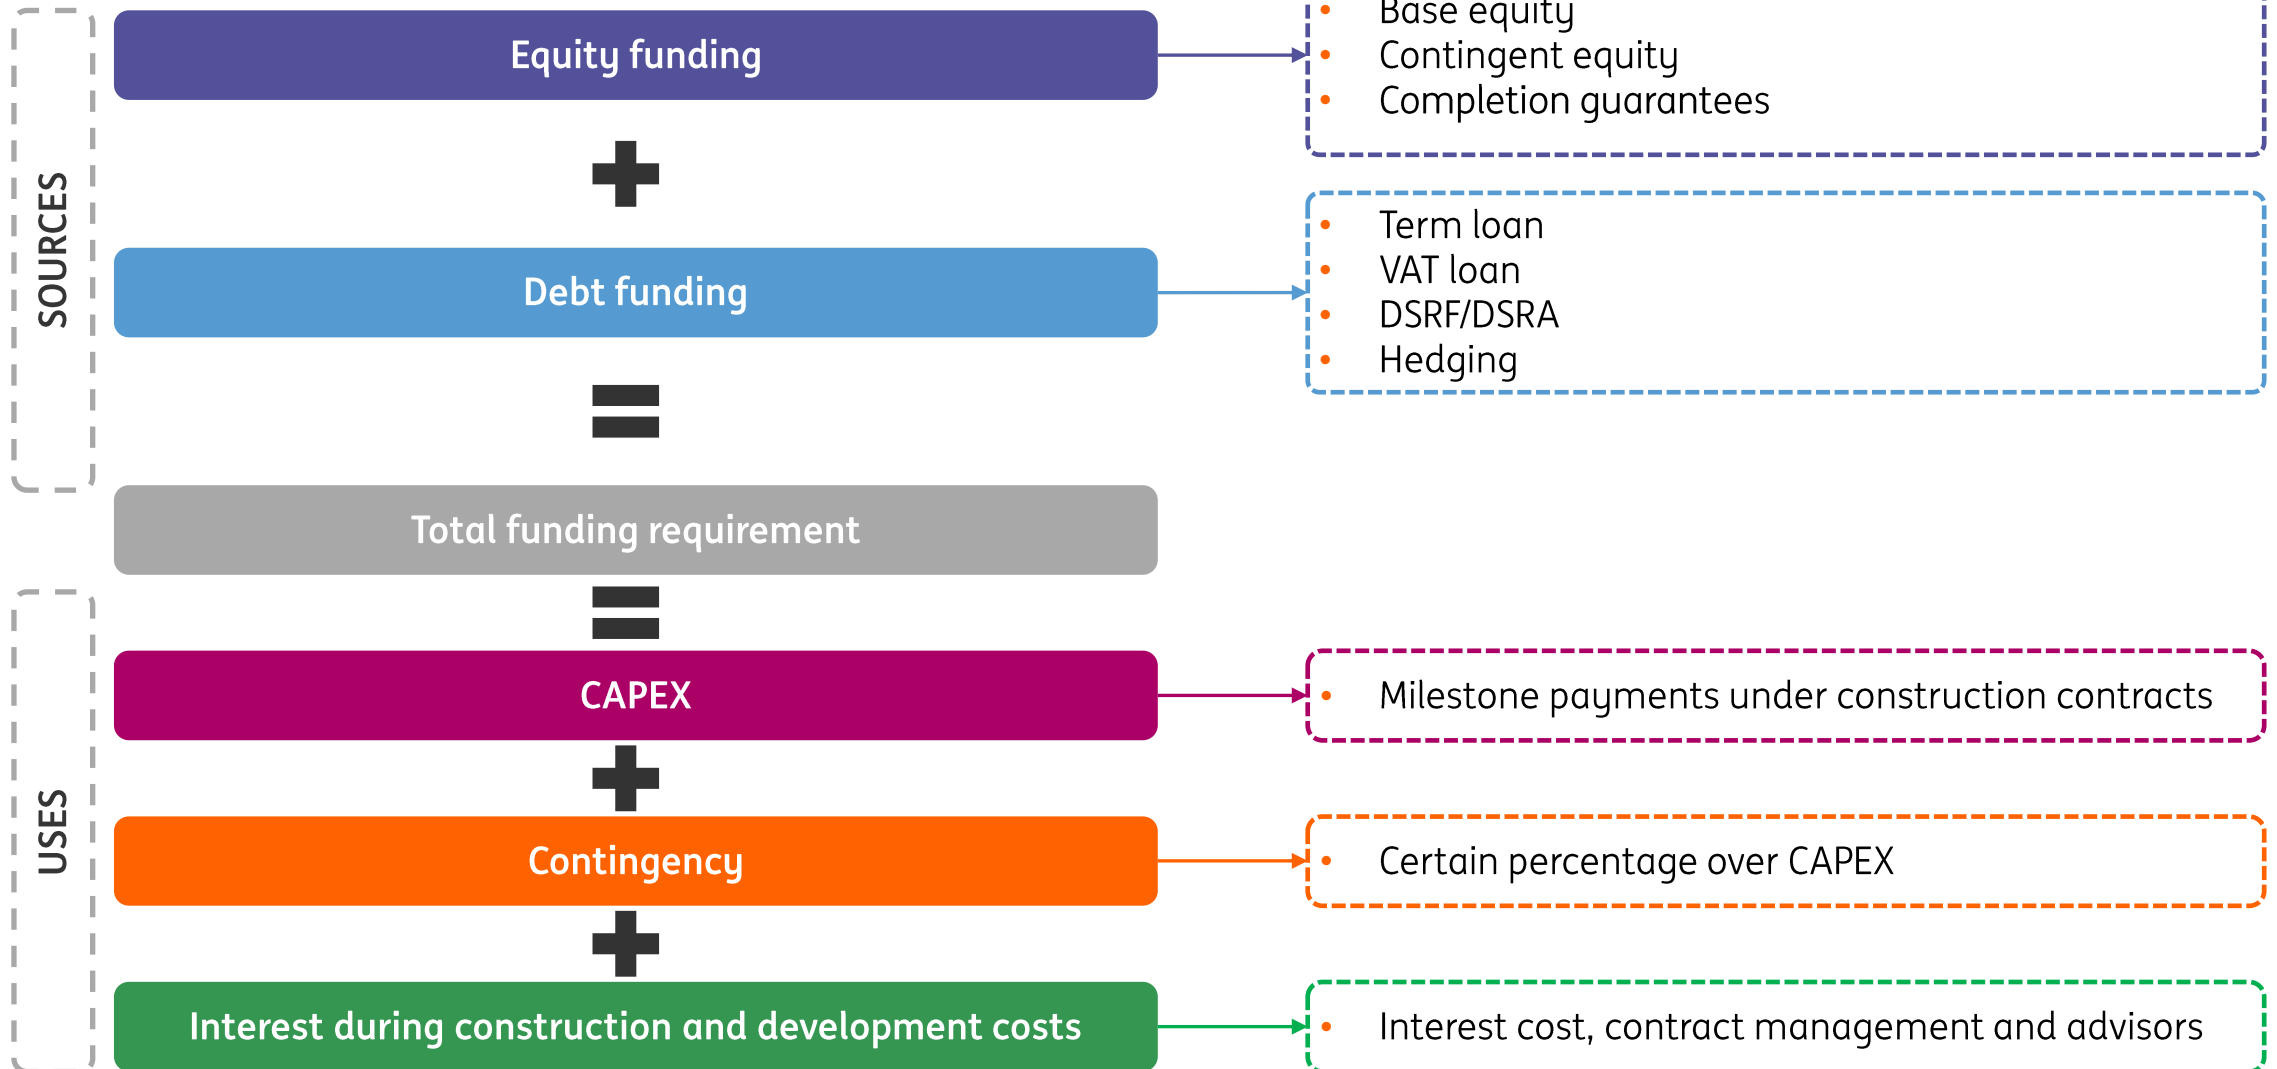 SOURCES
Equity funding
Base equity
Contingent equity
Completion guarantees
Debt funding
Term loan
VAT loan
DSRF/DSRA
Hedging
Total funding requirement
USES
CAPEX
Milestone payments under construction contracts
Contingency
Certain percentage over CAPEX
Interest during construction and development costs
Interest cost, contract management and advisors